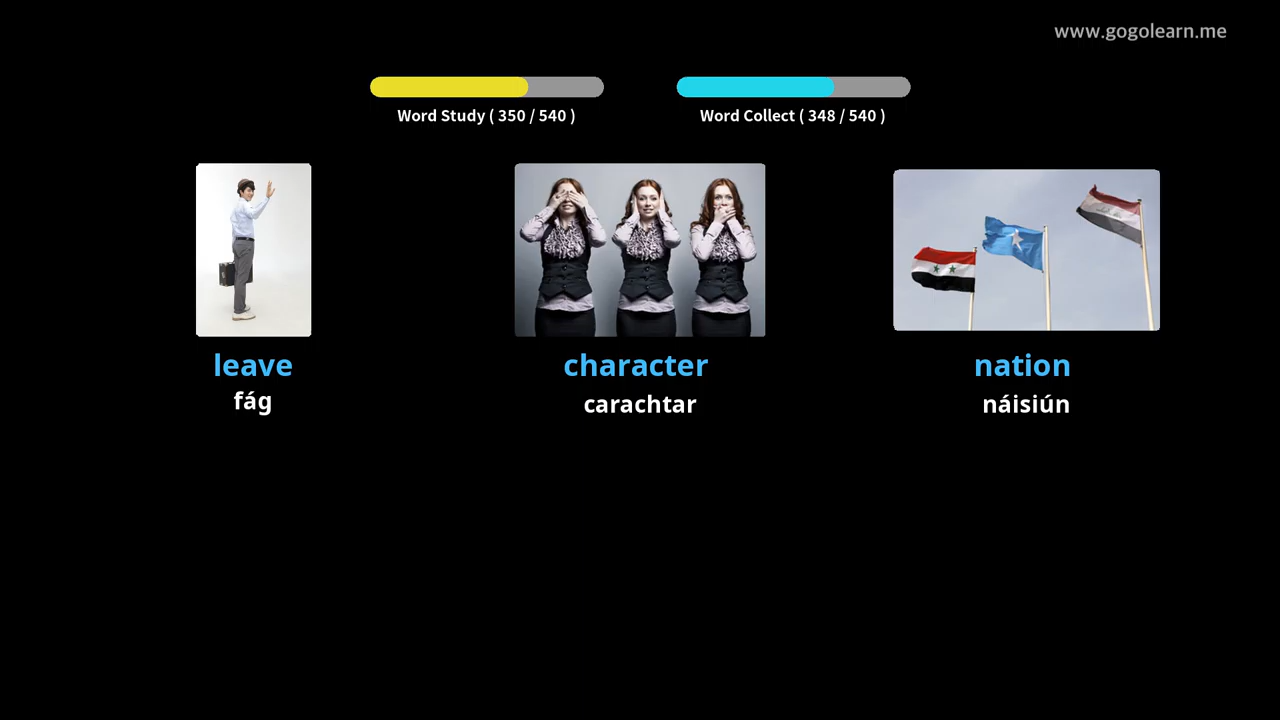 www.gogolearn.me
Word Study ( 350 / 540 )
Word Collect ( 348 / 540 )
leave
fág
character
carachtar
nation
náisiún